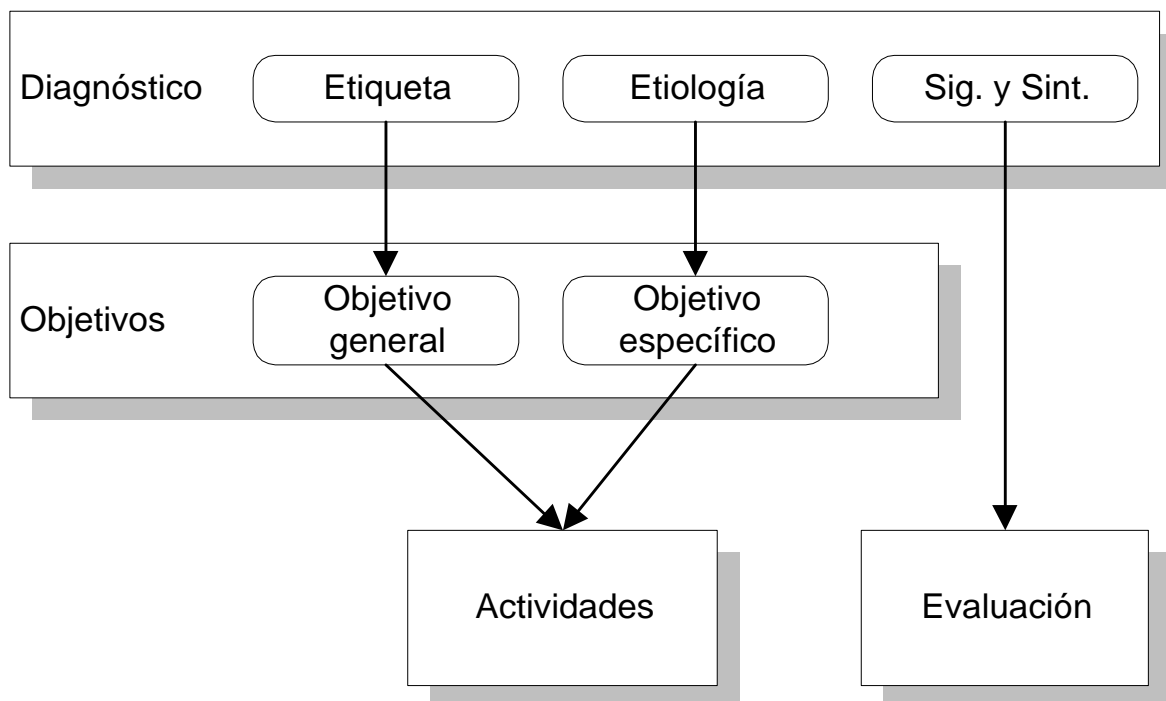 Diagnóstico
Etiqueta
Etiología
Sig. y Sint.
Objetivos
Objetivo
general
Objetivo
específico
Actividades
Evaluación